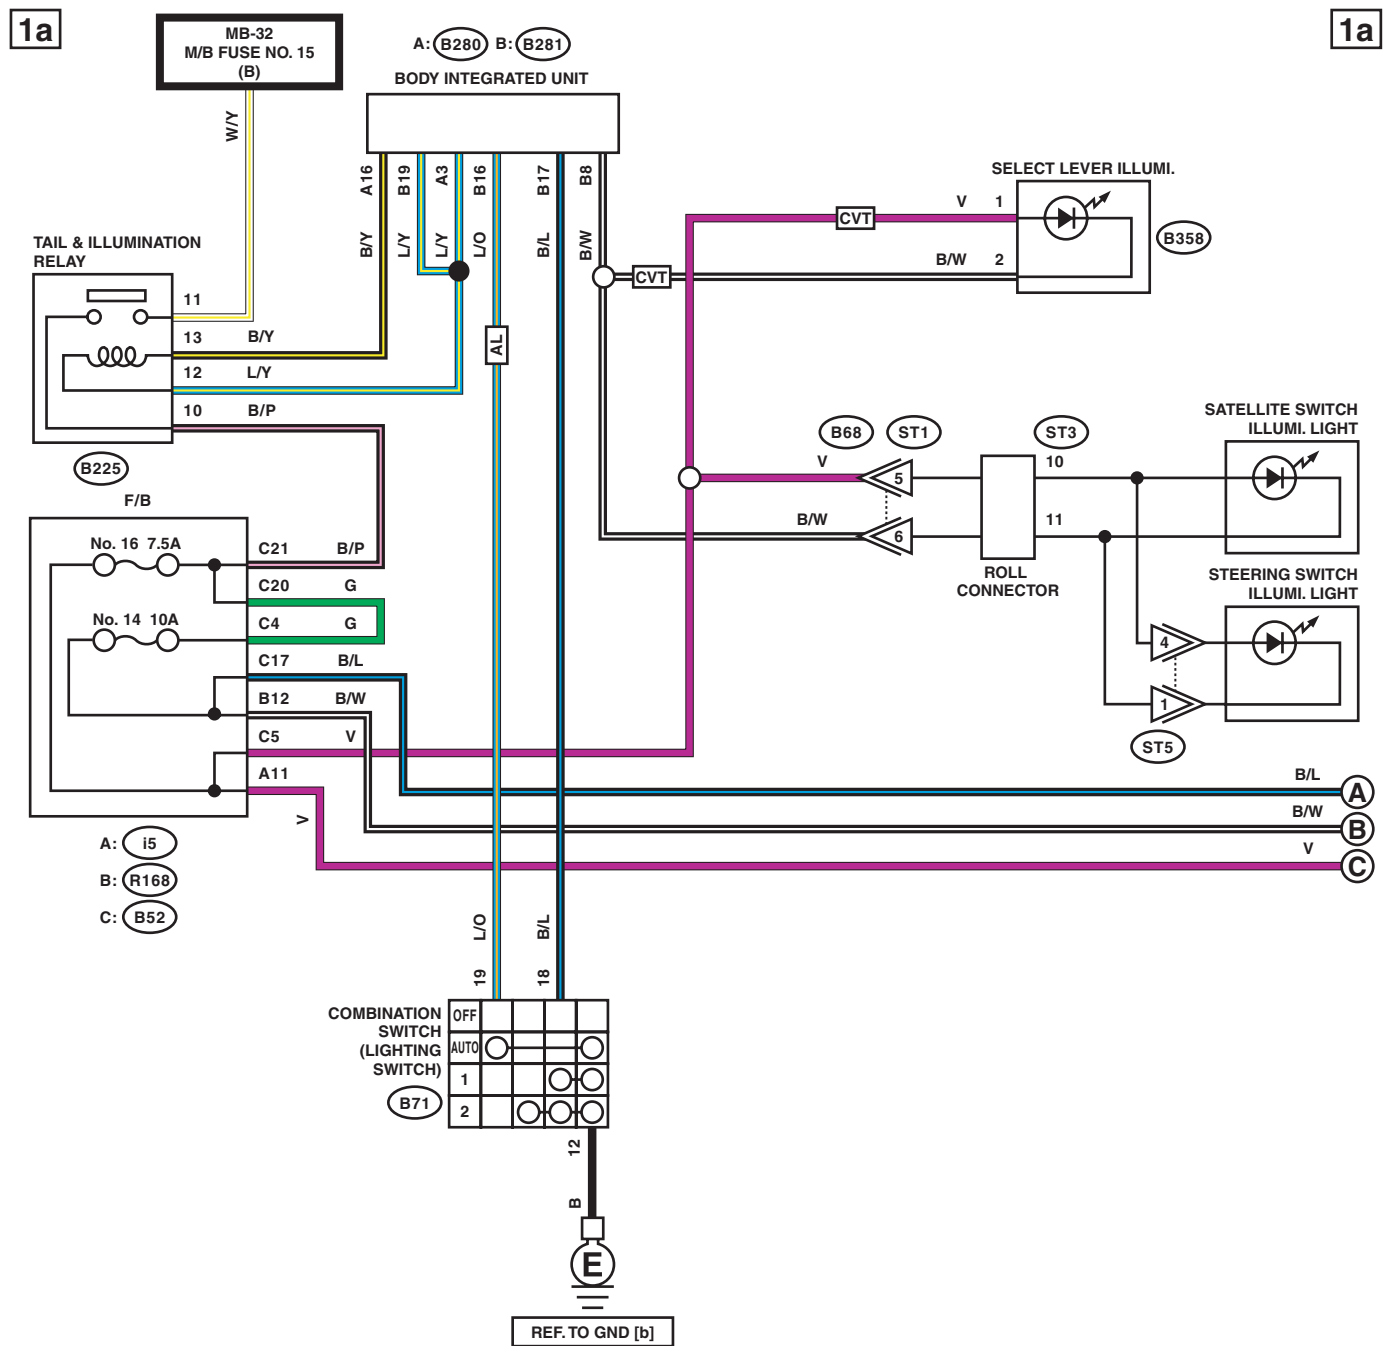 1a
1a
MB-32
M/B FUSE NO. 15
(B)
A: B280 B: B281
BODY INTEGRATED UNIT
W/Y
A16
B19
A3
B16
B17
B8
B/Y
L/Y
L/Y
L/O
B/L
B/W
SELECT LEVER ILLUMI.
V 1
CVT
B358
B/W 2
CVT
TAIL & ILLUMINATION
RELAY
11
13 B/Y
12 L/Y
10 B/P
B225
AL
SATELLITE SWITCH
ILLUMI. LIGHT
B68 ST1 ST3
V 5 10
B/W 6 11
ROLL
CONNECTOR
STEERING SWITCH
ILLUMI. LIGHT
4
1
ST5
F/B
No. 16 7.5A
C21 B/P
C20 G
No. 14 10A
C4 G
C17 B/L
B12 B/W
C5 V
A11
V
B/L A
B/W B
V C
A: i5
B: R168
C: B52
L/O
B/L
19
18
COMBINATION
SWITCH
(LIGHTING
SWITCH)
B71
OFF
AUTO
1
2
12
B
E
REF. TO GND [b]